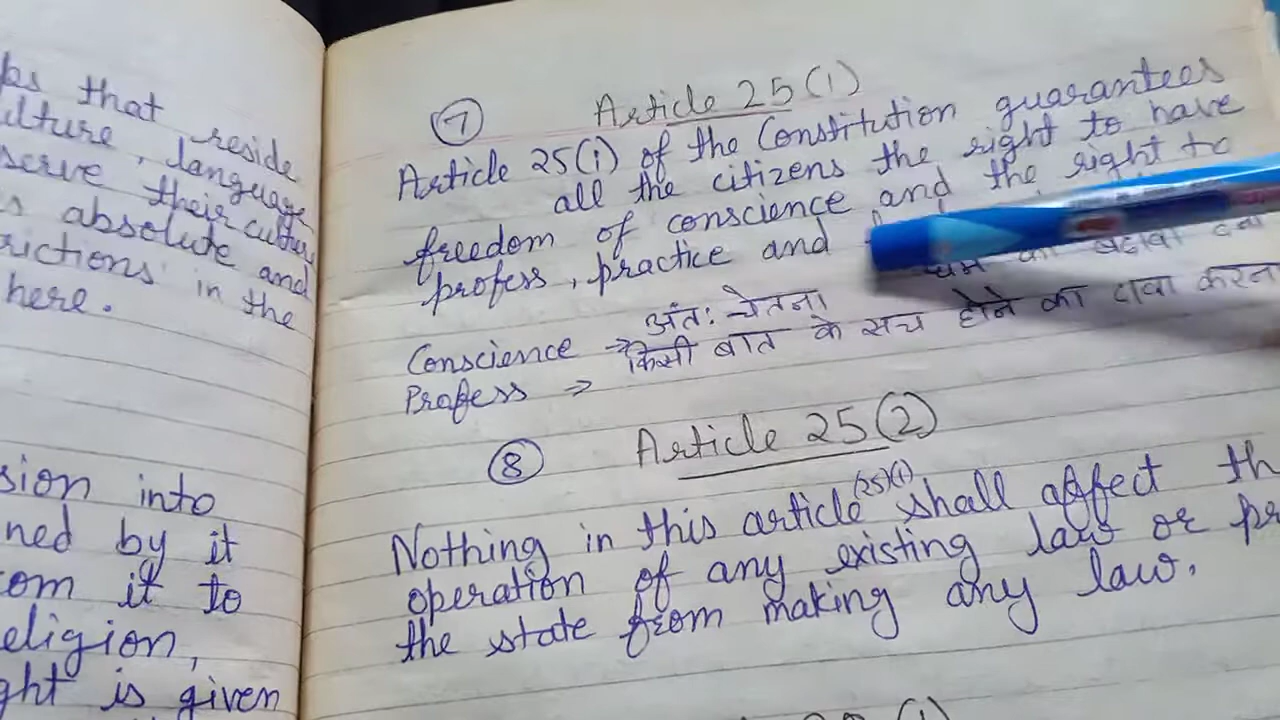 ulture, language
serve their cultur
s absolute and
rictions in the
here.
sion into
ned by it
om it to
eligion,
ght is given
7 Article 25(1)
Article 25(1) of the Constitution guarantees
all the citizens the right to have
freedom of conscience and the right to
profess, practice and
Conscience → अंत: चेतना
Profess → किसी बात के सच होने का दावा करना
8 Article 25(2)
Nothing in this article (25)(1) shall affect th
operation of any existing law or pr
the state from making any law.